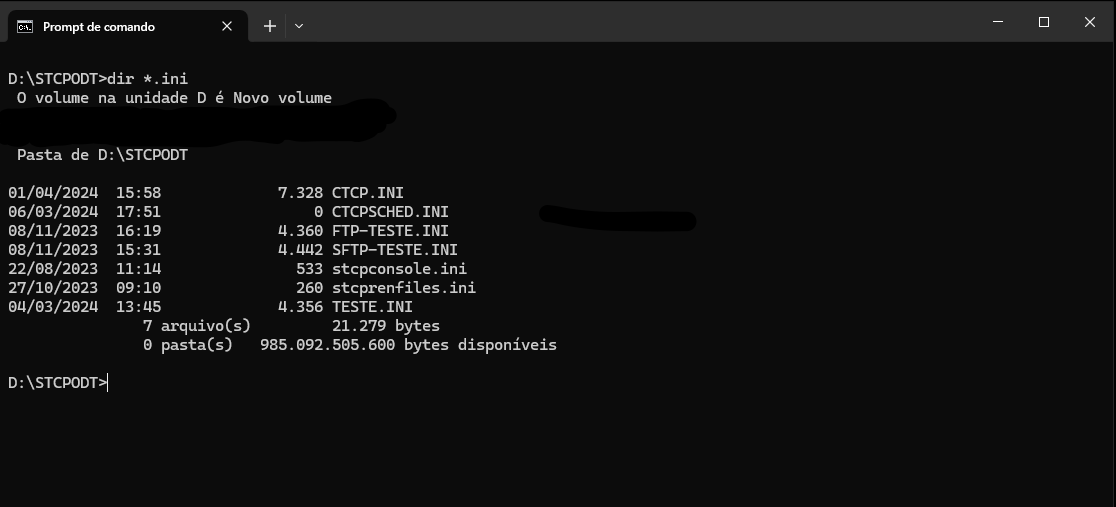 Prompt de comando
D:\STCPODT>dir *.ini
O volume na unidade D é Novo volume
Pasta de D:\STCPODT
01/04/2024  15:58             7.328 CTCP.INI
06/03/2024  17:51                 0 CTCPSCHED.INI
08/11/2023  16:19             4.360 FTP-TESTE.INI
08/11/2023  15:31             4.442 SFTP-TESTE.INI
22/08/2023  11:14               533 stcpconsole.ini
27/10/2023  09:10               260 stcprenfiles.ini
04/03/2024  13:45             4.356 TESTE.INI
7 arquivo(s)         21.279 bytes
0 pasta(s)   985.092.505.600 bytes disponíveis
D:\STCPODT>